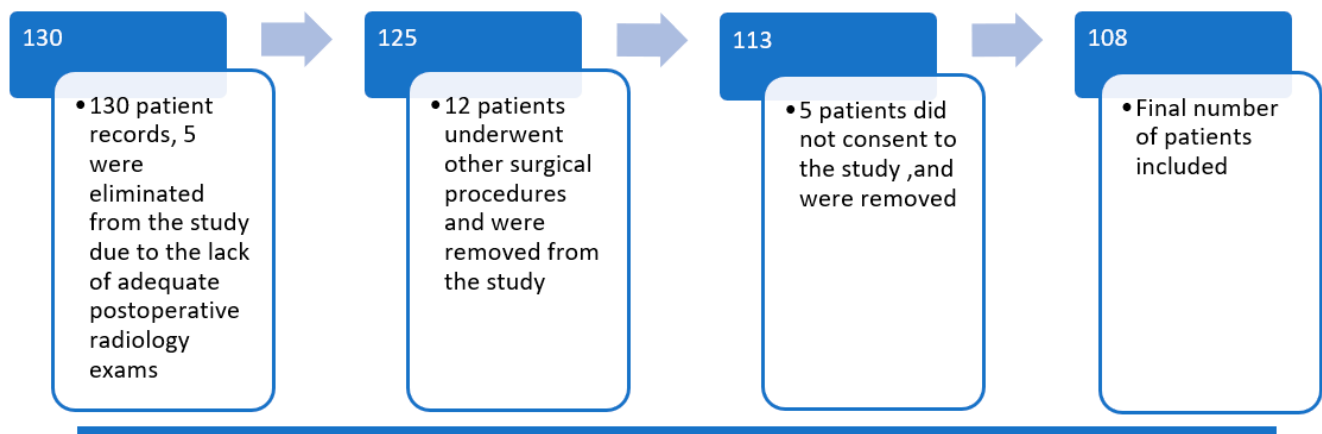 130
•130 patient
records, 5
were
eliminated
from the study
due to the lack
of adequate
postoperative
radiology
exams
125
•12 patients
underwent
other surgical
procedures
and were
removed from
the study
113
•5 patients did
not consent to
the study ,and
were removed
108
•Final number
of patients
included